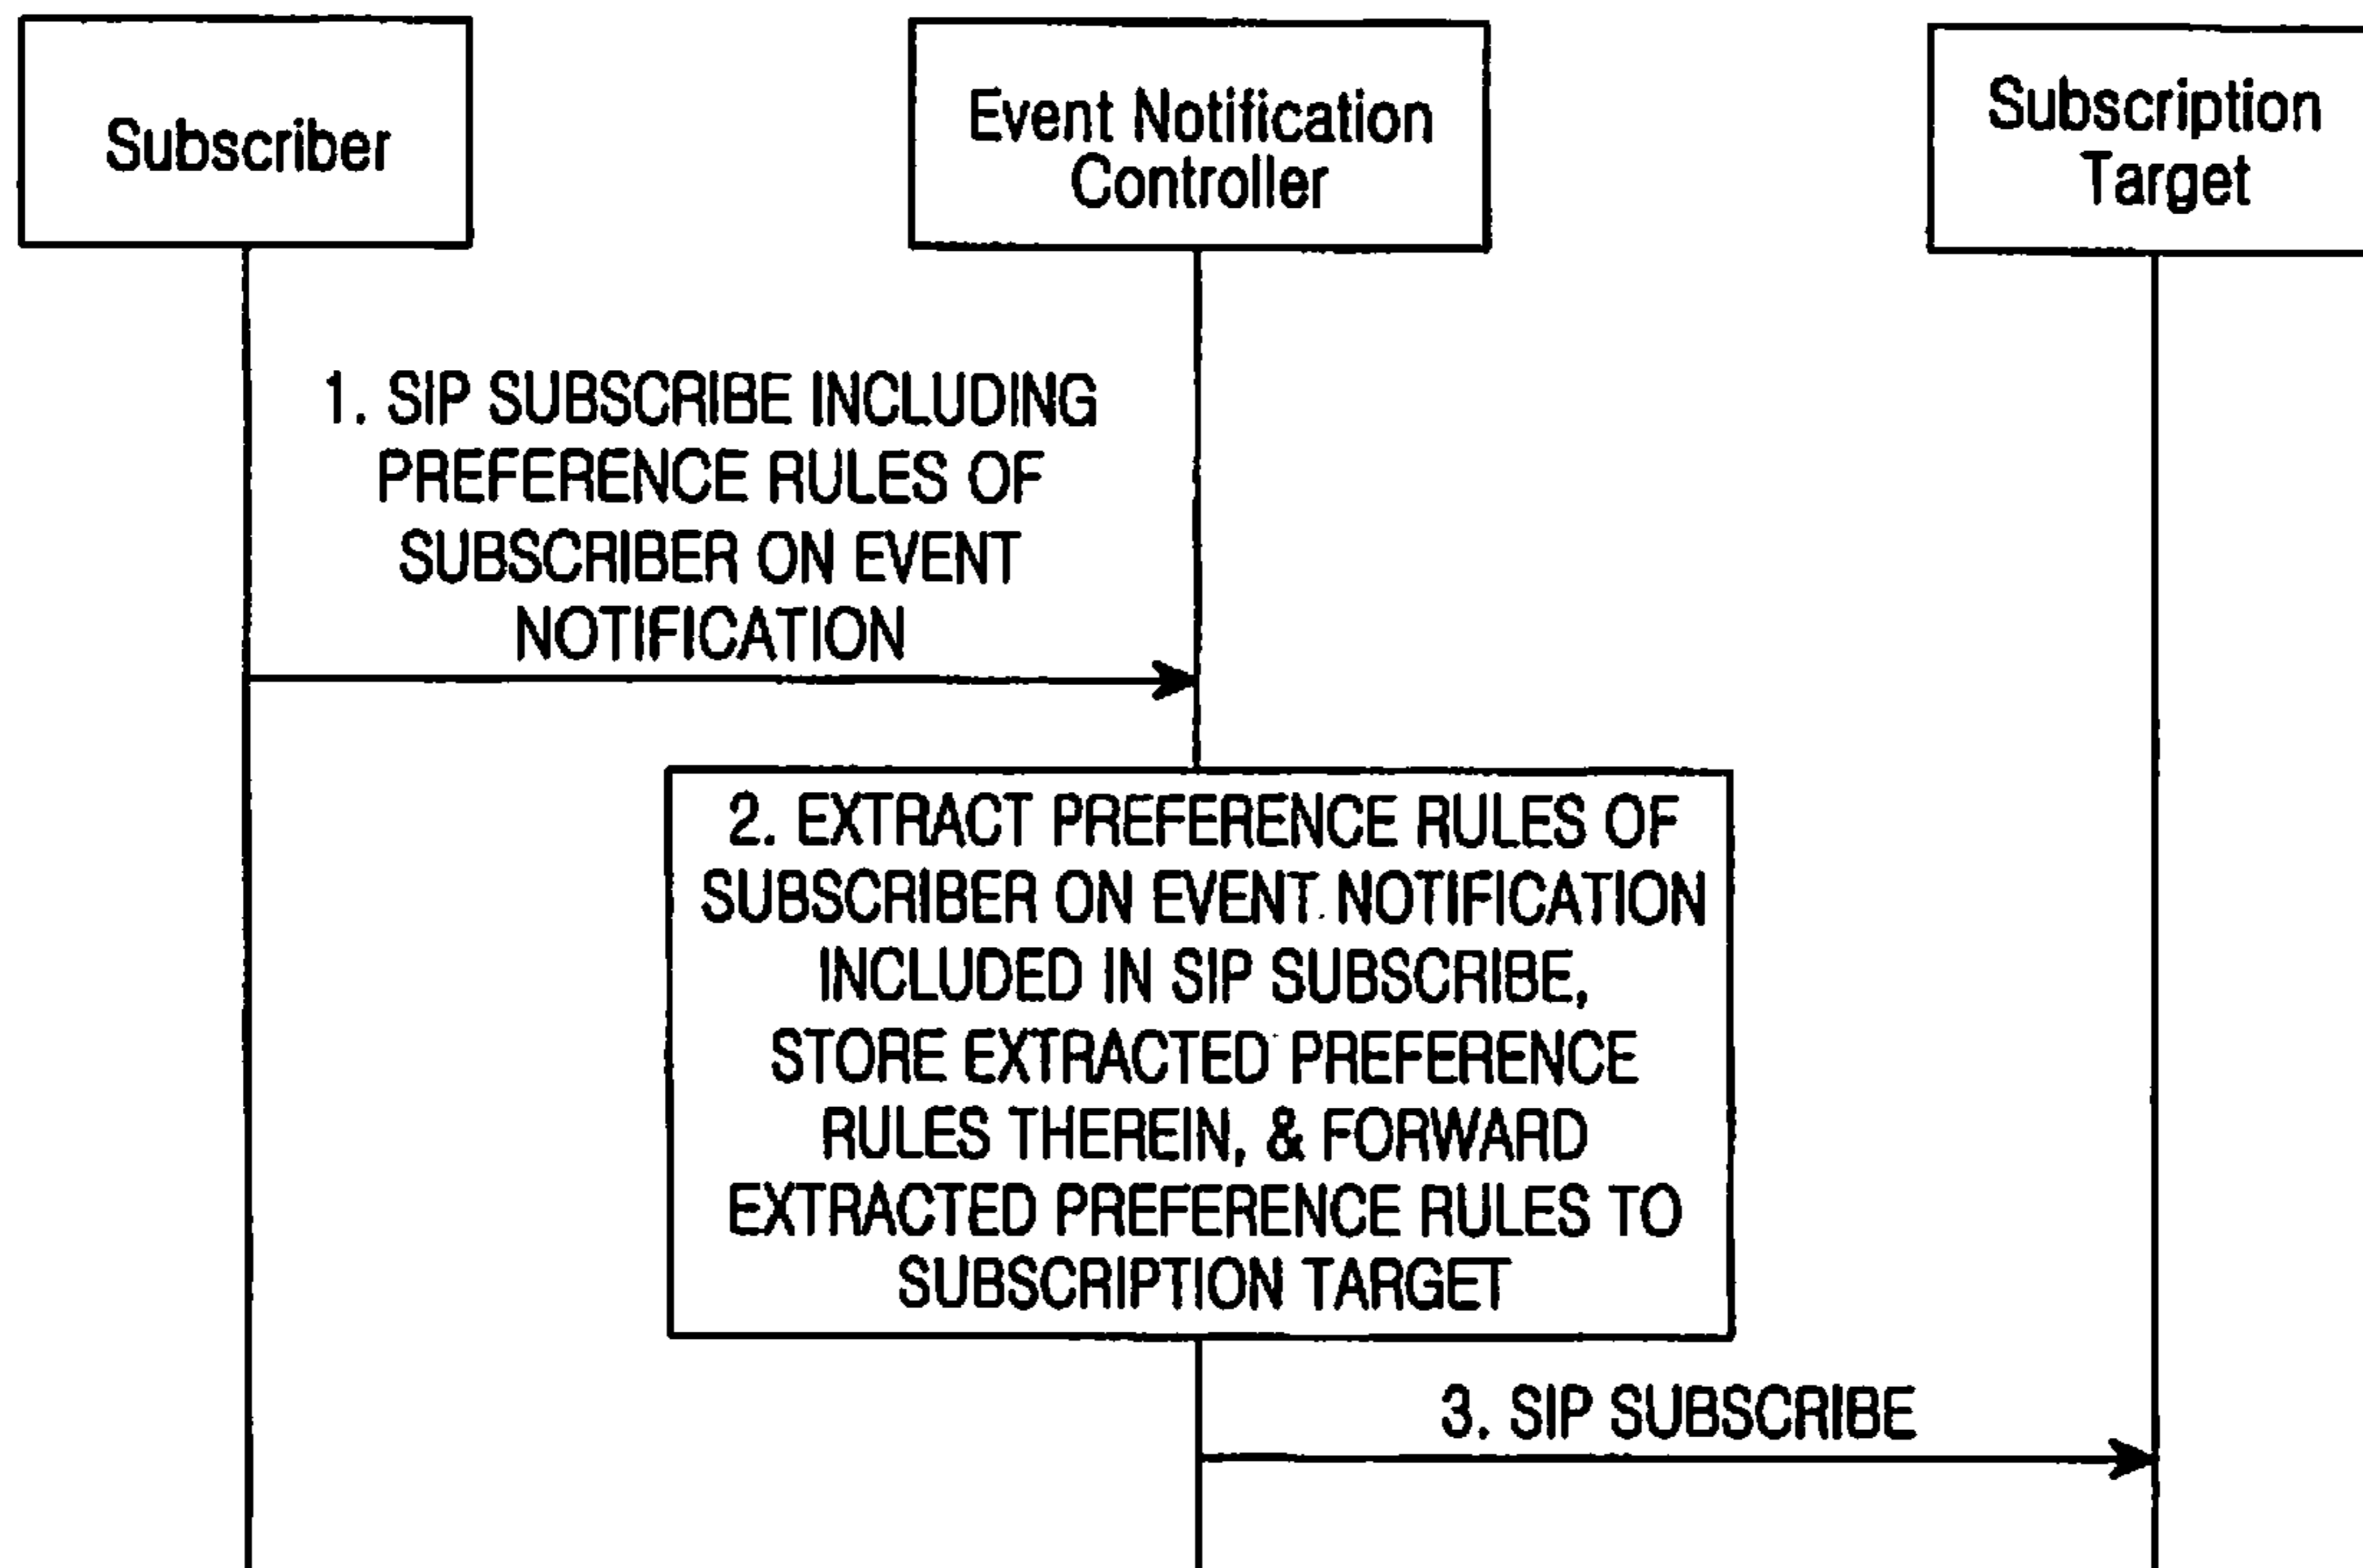 Subscriber
Event Notification
Controller
Subscription
Target
1. SIP SUBSCRIBE INCLUDING
PREFERENCE RULES OF
SUBSCRIBER ON EVENT
NOTIFICATION
2. EXTRACT PREFERENCE RULES OF
SUBSCRIBER ON EVENT NOTIFICATION
INCLUDED IN SIP SUBSCRIBE,
STORE EXTRACTED PREFERENCE
RULES THEREIN, & FORWARD
EXTRACTED PREFERENCE RULES TO
SUBSCRIPTION TARGET
3. SIP SUBSCRIBE